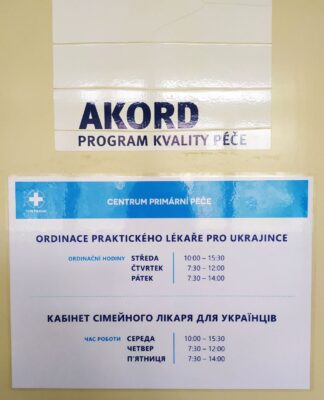 AKORD
PROGRAM KVALITY PÉČE
CENTRUM PRIMÁRNÍ PEČE
ORDINACE PRAKTICKÉHO LÉKAŘE PRO UKRAJINCE
ORDINAČNÍ HODINY STŘEDA 10:00 – 15:30
ČTVRTEK 7:30 – 12:00
PÁTEK 7:30 – 14:00
КАБІНЕТ СІМЕЙНОГО ЛІКАРЯ ДЛЯ УКРАЇНЦІВ
ЧАС РОБОТИ СЕРЕДА 10:00 – 15:30
ЧЕТВЕР 7:30 – 12:00
П'ЯТНИЦЯ 7:30 – 14:00